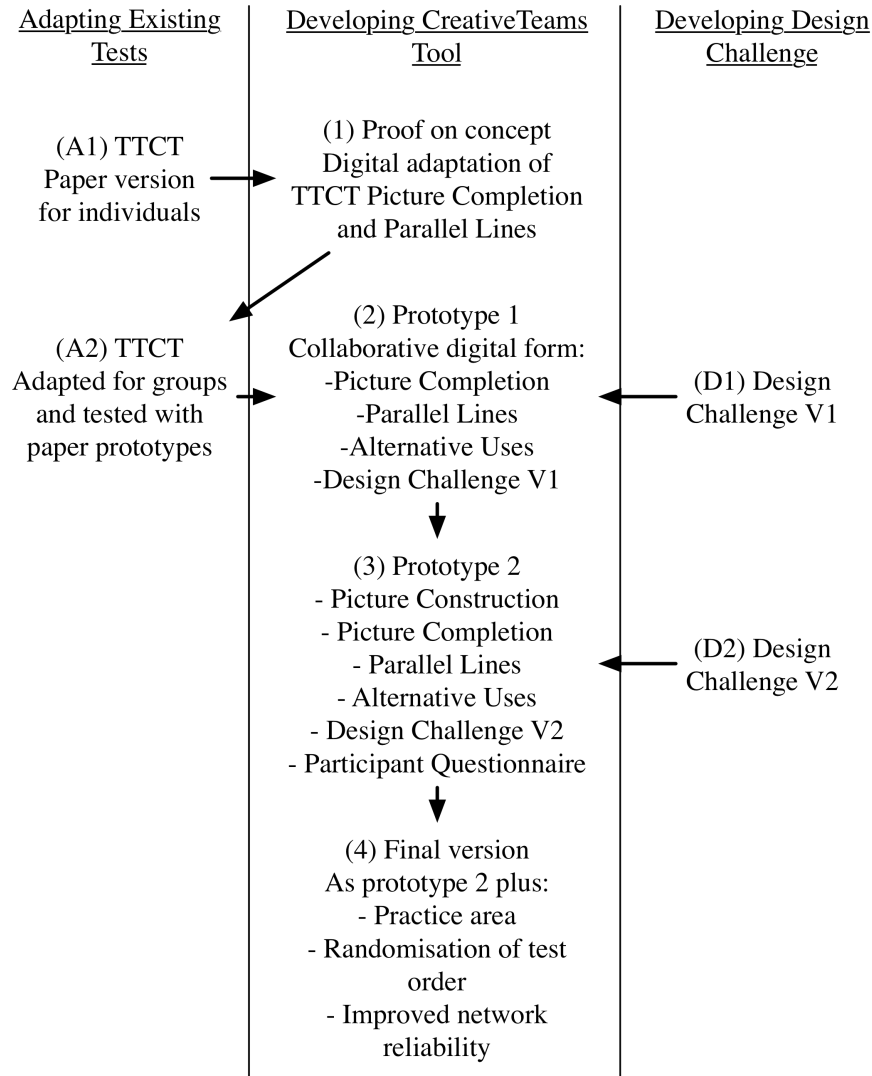 Adapting Existing
Tests
Developing CreativeTeams
Tool
Developing Design
Challenge
(A1) TTCT
Paper version
for individuals
(1) Proof on concept
Digital adaptation of
TTCT Picture Completion
and Parallel Lines
(A2) TTCT
Adapted for groups
and tested with
paper prototypes
(2) Prototype 1
Collaborative digital form:
-Picture Completion
-Parallel Lines
-Alternative Uses
-Design Challenge V1
(D1) Design
Challenge V1
(3) Prototype 2
- Picture Construction
- Picture Completion
- Parallel Lines
- Alternative Uses
- Design Challenge V2
- Participant Questionnaire
(D2) Design
Challenge V2
(4) Final version
As prototype 2 plus:
- Practice area
- Randomisation of test
order
- Improved network
reliability